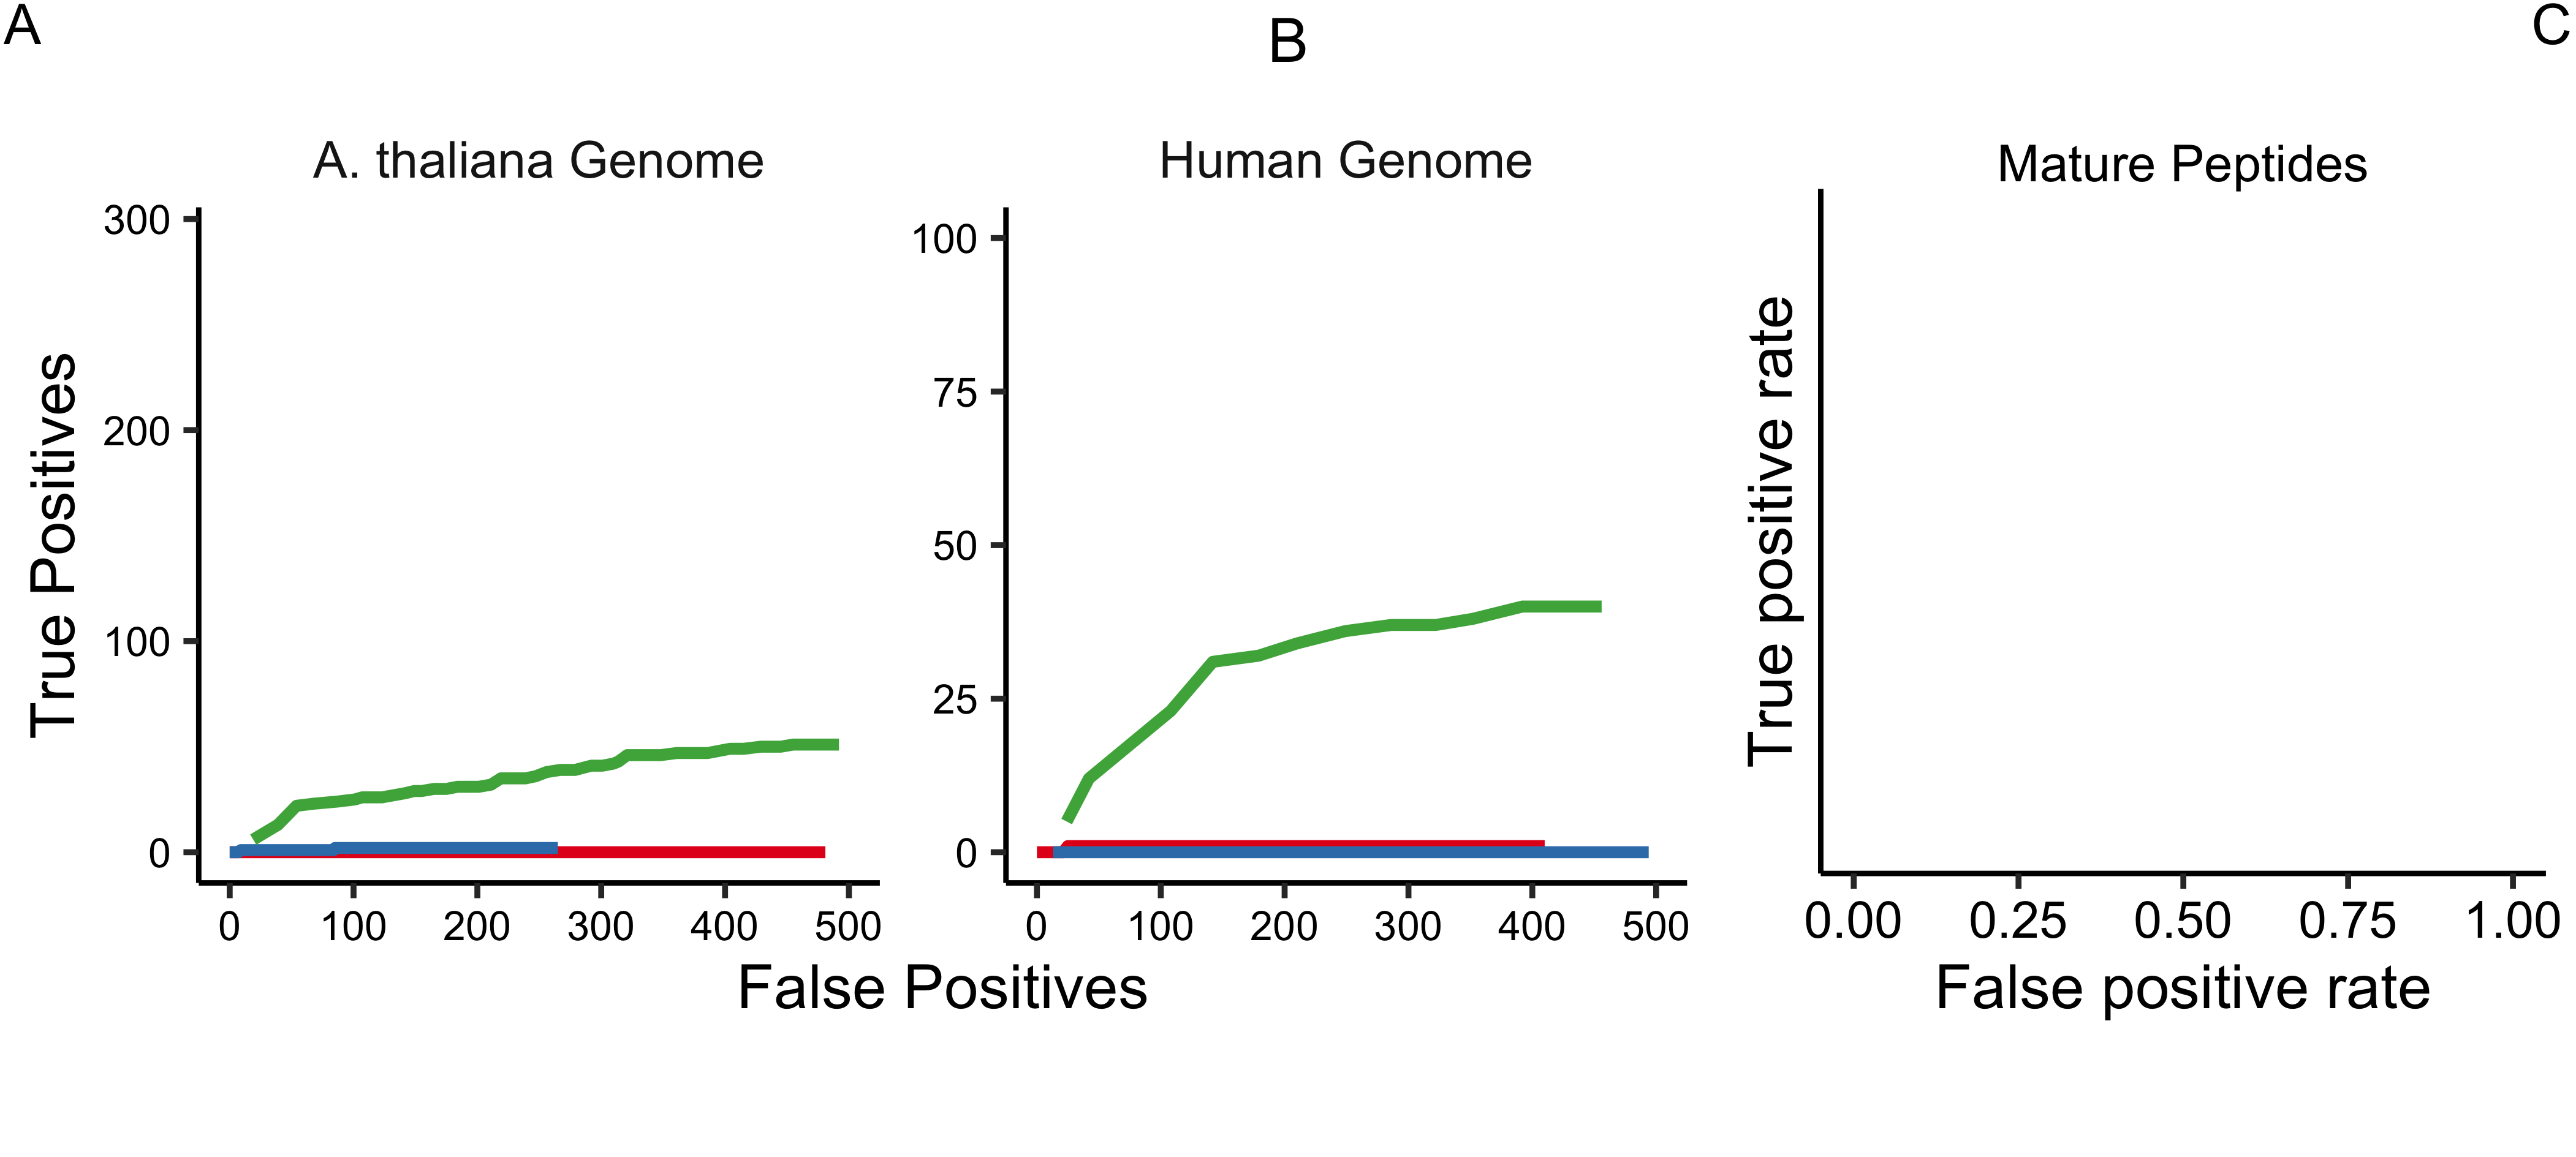 A
B
C
A. thaliana Genome
Human Genome
Mature Peptides
True Positives
300
200
100
0
0 100 200 300 400 500
100
75
50
25
0
0 100 200 300 400 500
False Positives
True positive rate
0.00 0.25 0.50 0.75 1.00
False positive rate